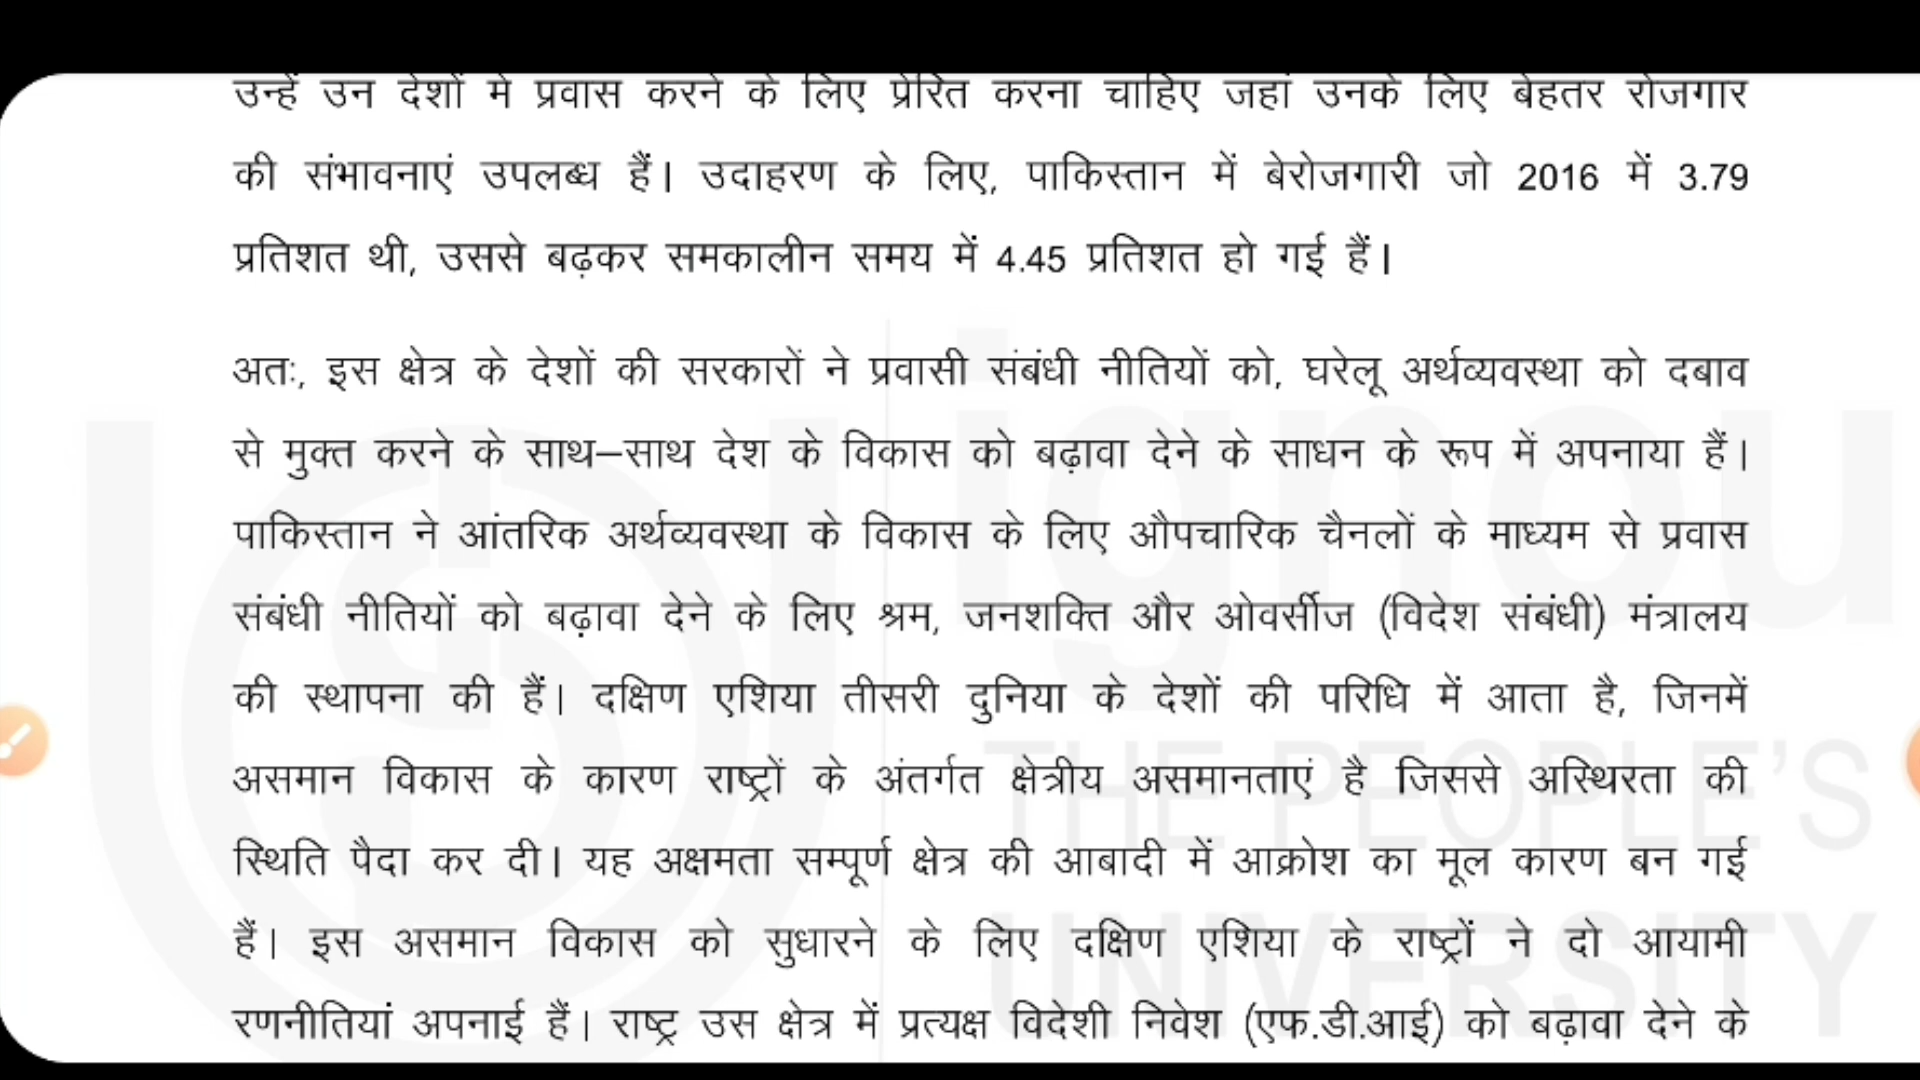 उन्हें उन देशों मे प्रवास करने के लिए प्रेरित करना चाहिए जहां उनके लिए बेहतर रोजगार
की संभावनाएं उपलब्ध हैं। उदाहरण के लिए, पाकिस्तान में बेरोजगारी जो 2016 में 3.79
प्रतिशत थी, उससे बढ़कर समकालीन समय में 4.45 प्रतिशत हो गई हैं।
अतः, इस क्षेत्र के देशों की सरकारों ने प्रवासी संबंधी नीतियों को, घरेलू अर्थव्यवस्था को दबाव
से मुक्त करने के साथ–साथ देश के विकास को बढ़ावा देने के साधन के रूप में अपनाया हैं।
पाकिस्तान ने आंतरिक अर्थव्यवस्था के विकास के लिए औपचारिक चैनलों के माध्यम से प्रवास
संबंधी नीतियों को बढ़ावा देने के लिए श्रम, जनशक्ति और ओवर्सीज (विदेश संबंधी) मंत्रालय
की स्थापना की हैं। दक्षिण एशिया तीसरी दुनिया के देशों की परिधि में आता है, जिनमें
असमान विकास के कारण राष्ट्रों के अंतर्गत क्षेत्रीय असमानताएं है जिससे अस्थिरता की
स्थिति पैदा कर दी। यह अक्षमता सम्पूर्ण क्षेत्र की आबादी में आक्रोश का मूल कारण बन गई
हैं। इस असमान विकास को सुधारने के लिए दक्षिण एशिया के राष्ट्रों ने दो आयामी
रणनीतियां अपनाई हैं। राष्ट्र उस क्षेत्र में प्रत्यक्ष विदेशी निवेश (एफ.डी.आई) को बढ़ावा देने के
ignou
THE PEOPLE'S
UNIVERSITY